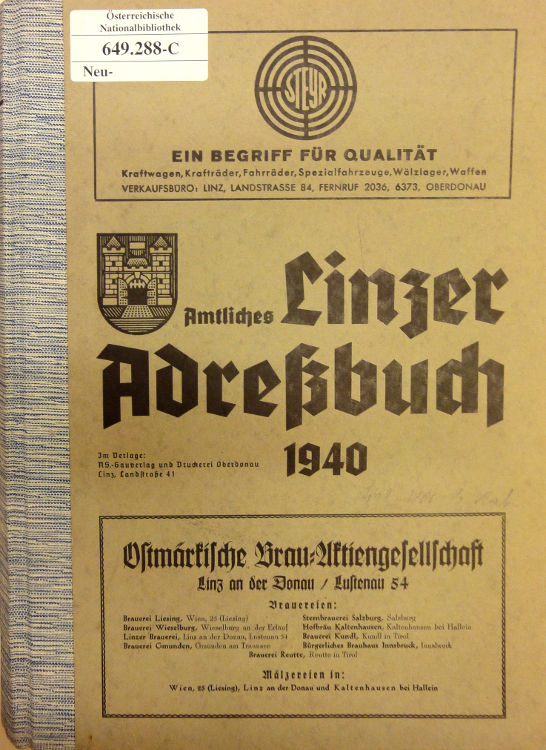 Österreichische
Nationalbibliothek
649.288-C
Neu-
STEYR
EIN BEGRIFF FÜR QUALITÄT
Kraftwagen, Krafträder, Fahrräder, Spezialfahrzeuge, Wälzlager, Waffen
VERKAUFSBÜRO: LINZ, LANDSTRASSE 84, FERNRUF 2036, 6373, OBERDONAU
Amtliches Linzer
Adreßbuch
1940
Im Verlage:
NS.-Gauverlag und Druckerei Oberdonau
Linz, Landstraße 41
Ostmärkische Brau-Aktiengesellschaft
Linz an der Donau / Lustenau 54
Brauereien:
Brauerei Liesing, Wien, 25 (Liesing)
Brauerei Wieselburg, Wieselburg an der Erlauf
Linzer Brauerei, Linz an der Donau, Lustenau 54
Brauerei Gmunden, Gmunden am Traunsee
Sternbrauerei Salzburg, Salzburg
Hofbräu Kaltenhausen, Kaltenhausen bei Hallein
Brauerei Kundl, Kundl in Tirol
Bürgerliches Brauhaus Innsbruck, Innsbruck
Brauerei Reutte, Reutte in Tirol
Mälzereien in:
Wien, 25 (Liesing), Linz an der Donau und Kaltenhausen bei Hallein